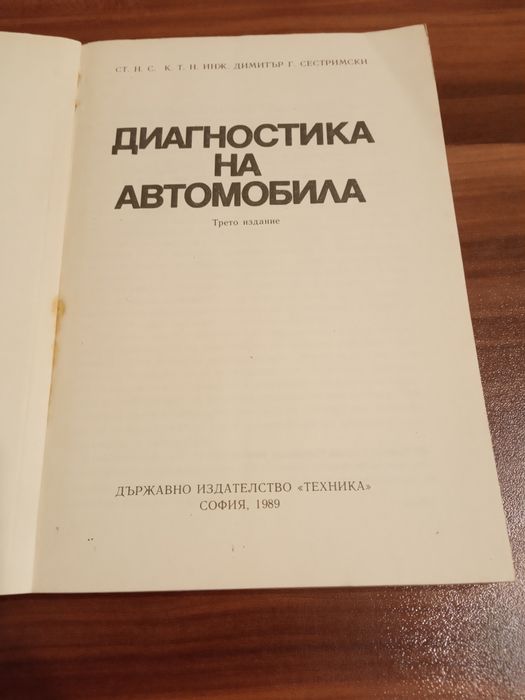 СТ. Н. С. К. Т. Н. ИНЖ. ДИМИТЪР Г. СЕСТРИМСКИ
ДИАГНОСТИКА
НА
АВТОМОБИЛА
Трето издание
ДЪРЖАВНО ИЗДАТЕЛСТВО «ТЕХНИКА»
СОФИЯ, 1989